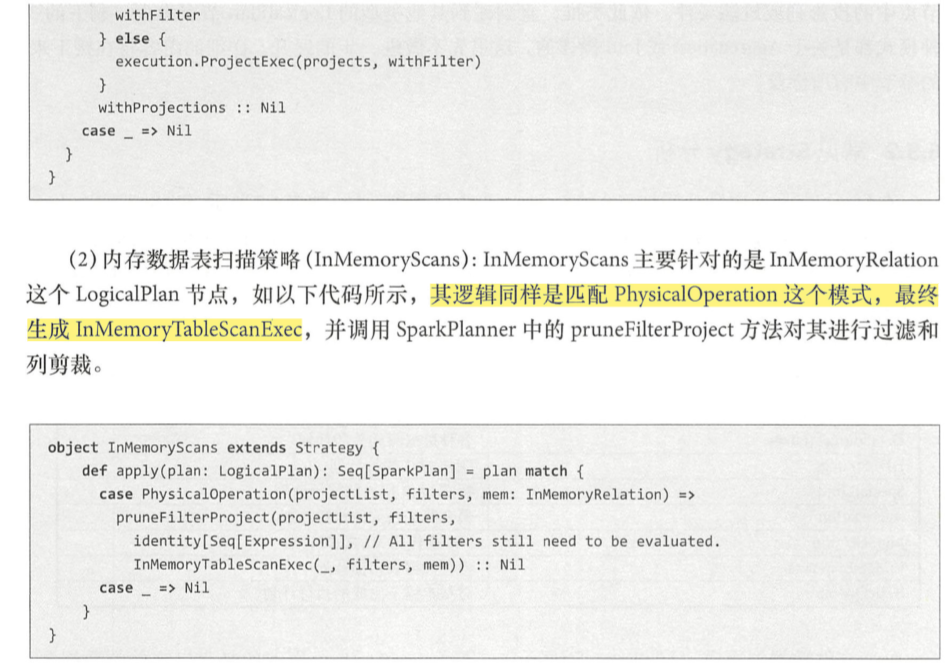 withFilter
} else {
execution.ProjectExec(projects, withFilter)
}
withProjections :: Nil
case _ => Nil
}
}
(2) 内存数据表扫描策略 (InMemoryScans): InMemoryScans 主要针对的是 InMemoryRelation
这个 LogicalPlan 节点，如以下代码所示，其逻辑同样是匹配 PhysicalOperation 这个模式，最终
生成 InMemoryTableScanExec，并调用 SparkPlanner 中的 pruneFilterProject 方法对其进行过滤和
列剪裁。
object InMemoryScans extends Strategy {
def apply(plan: LogicalPlan): Seq[SparkPlan] = plan match {
case PhysicalOperation(projectList, filters, mem: InMemoryRelation) =>
pruneFilterProject(projectList, filters,
identity[Seq[Expression]], // All filters still need to be evaluated.
InMemoryTableScanExec(_, filters, mem)) :: Nil
case _ => Nil
}
}